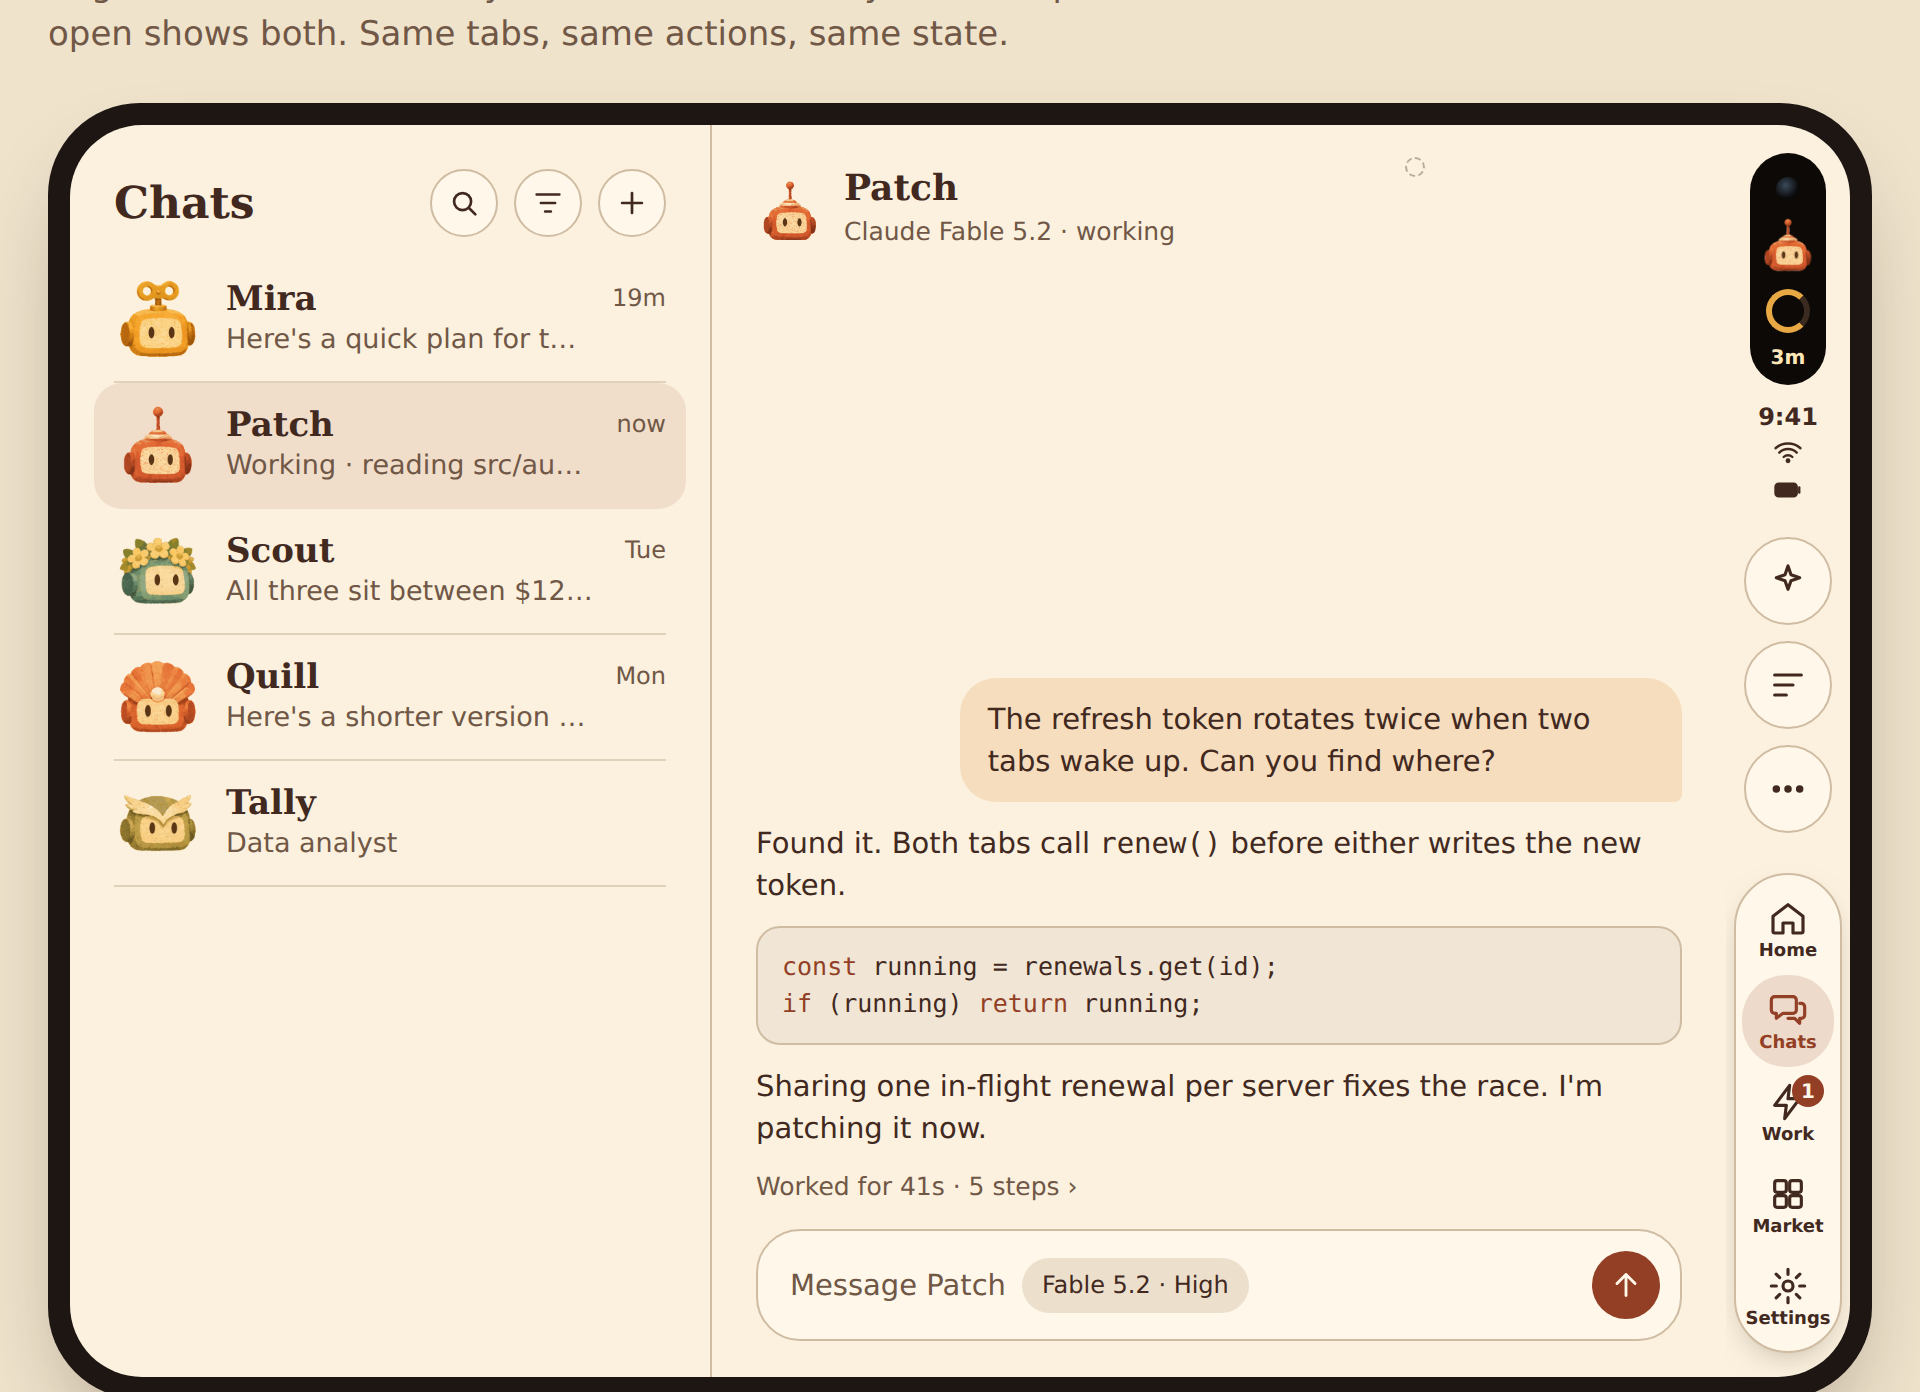 open shows both. Same tabs, same actions, same state.
Chats
Mira
19m
Here's a quick plan for t…
Patch
now
Working · reading src/au…
Scout
Tue
All three sit between $12…
Quill
Mon
Here's a shorter version …
Tally
Data analyst
Patch
Claude Fable 5.2 · working
The refresh token rotates twice when two
tabs wake up. Can you find where?
Found it. Both tabs call renew() before either writes the new
token.
const running = renewals.get(id);
if (running) return running;
Sharing one in-flight renewal per server fixes the race. I'm
patching it now.
Worked for 41s · 5 steps ›
Message Patch
Fable 5.2 · High
3m
9:41
Home
Chats
1
Work
Market
Settings